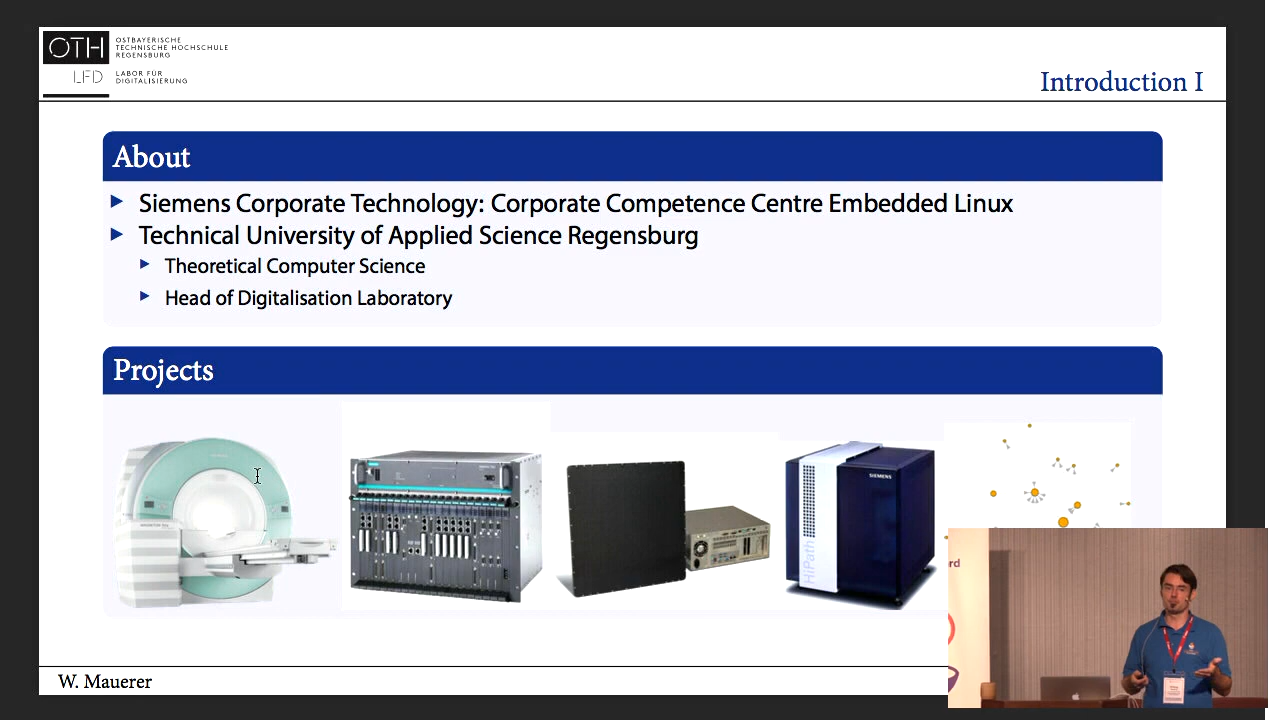 OTH
OSTBAYERISCHE
TECHNISCHE HOCHSCHULE
REGENSBURG
LFD
LABOR FÜR
DIGITALISIERUNG
Introduction I
About
Siemens Corporate Technology: Corporate Competence Centre Embedded Linux
Technical University of Applied Science Regensburg
Theoretical Computer Science
Head of Digitalisation Laboratory
Projects
SIEMENS
HiPath
W. Mauerer